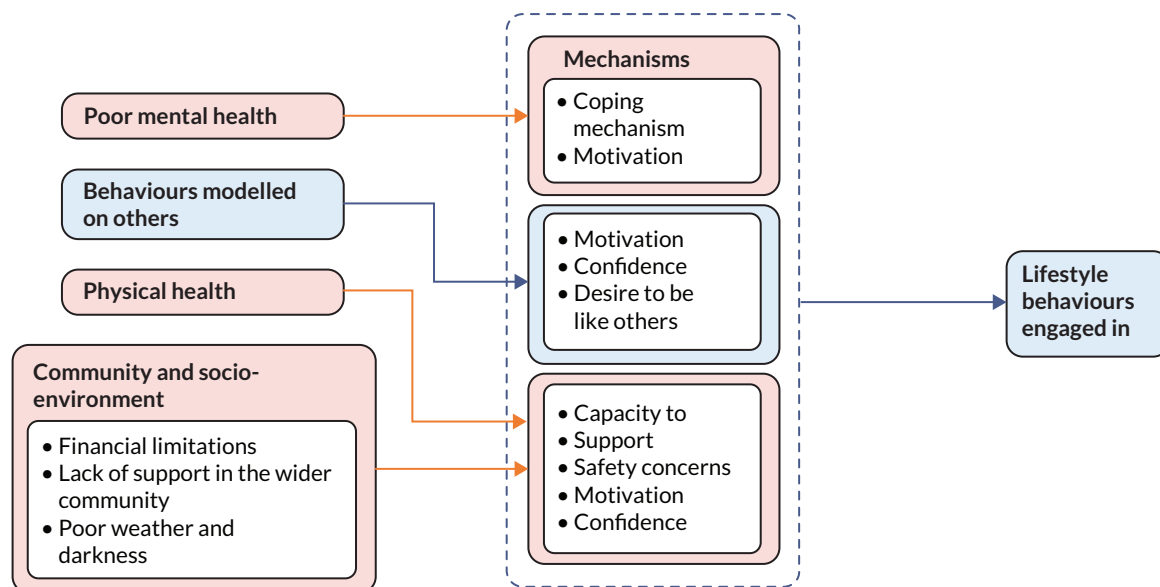 Poor mental health
Behaviours modelled
on others
Physical health
Community and socio-
environment
• Financial limitations
• Lack of support in the wider
community
• Poor weather and
darkness
Mechanisms
• Coping
mechanism
• Motivation
• Motivation
• Confidence
• Desire to be
like others
• Capacity to
• Support
• Safety concerns
• Motivation
• Confidence
Lifestyle
behaviours
engaged in